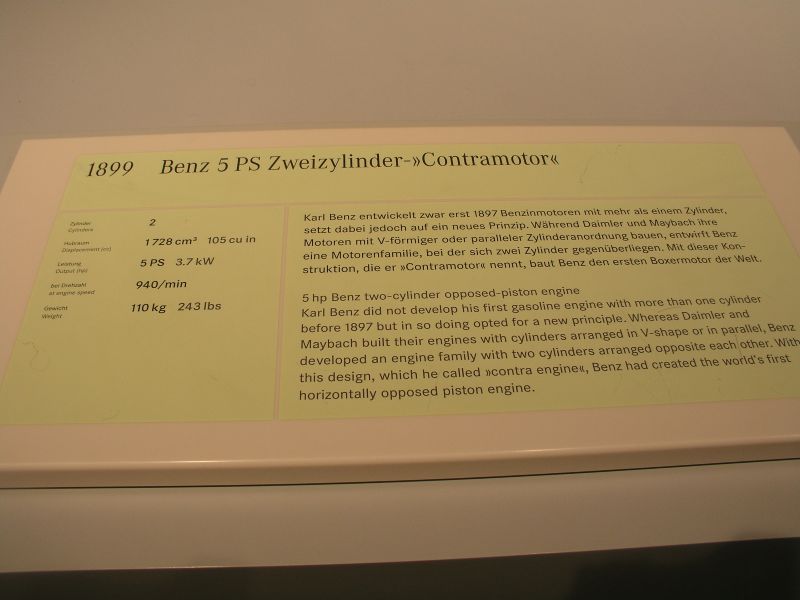 1899 Benz 5 PS Zweizylinder-»Contramotor«
Zylinder
Cylinders
2
Hubraum
Displacement (cc)
1728 cm³ 105 cu in
Leistung
Output (hp)
5 PS 3.7 kW
bei Drehzahl
at engine speed
940/min
Gewicht
Weight
110 kg 243 lbs
Karl Benz entwickelt zwar erst 1897 Benzinmotoren mit mehr als einem Zylinder,
setzt dabei jedoch auf ein neues Prinzip. Während Daimler und Maybach ihre
Motoren mit V-förmiger oder paralleler Zylinderanordnung bauen, entwirft Benz
eine Motorenfamilie, bei der sich zwei Zylinder gegenüberliegen. Mit dieser Kon-
struktion, die er »Contramotor« nennt, baut Benz den ersten Boxermotor der Welt.
5 hp Benz two-cylinder opposed-piston engine
Karl Benz did not develop his first gasoline engine with more than one cylinder
before 1897 but in so doing opted for a new principle. Whereas Daimler and
Maybach built their engines with cylinders arranged in V-shape or in parallel, Benz
developed an engine family with two cylinders arranged opposite each other. With
this design, which he called »contra engine«, Benz had created the world's first
horizontally opposed piston engine.